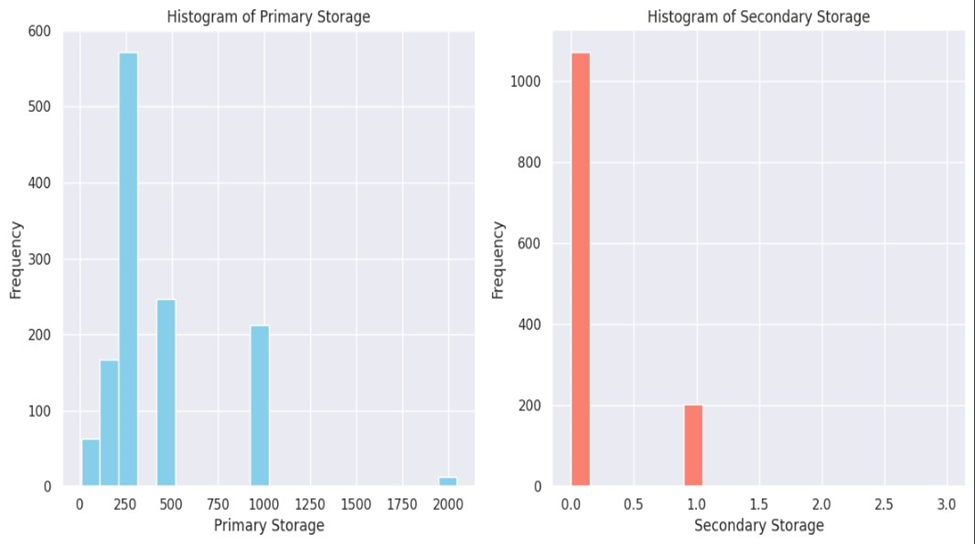 Histogram of Primary Storage
600
500
400
300
200
100
0
Frequency
0 250 500 750 1000 1250 1500 1750 2000
Primary Storage
Histogram of Secondary Storage
1000
800
600
400
200
0
Frequency
0.0 0.5 1.0 1.5 2.0 2.5 3.0
Secondary Storage